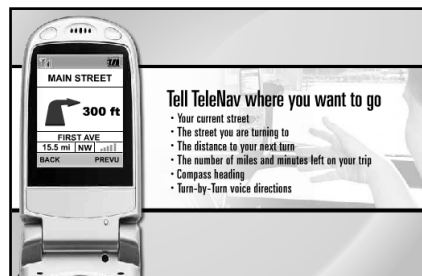 MAIN STREET
300 ft
FIRST AVE
15.5 mi NW
BACK PREVU
Tell TeleNav where you want to go
· Your current street
· The street you are turning to
· The distance to your next turn
· The number of miles and minutes left on your trip
· Compass heading
· Turn-by-Turn voice directions